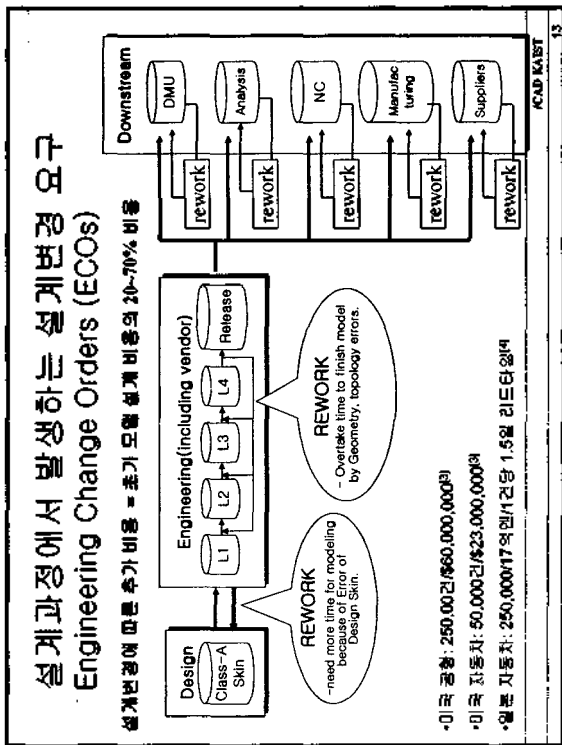 설계과정에서 발생하는 설계변경 요구
Engineering Change Orders (ECOs)
설계변경에 따른 추가 비용 = 초기 모델 설계 비용의 20~70% 비용
Design
Class-A
Skin
Engineering(including vendor)
L1
L2
L3
L4
Release
REWORK
-need more time for modeling
because of Error of
Design Skin.
REWORK
- Overtake time to finish model
by Geometry, topology errors.
Downstream
DMU
rework
Analysis
rework
NC
rework
Manufac
turing
rework
Suppliers
rework
•미국 금형: 250,00건/$60,000,000[3]
•미국 자동차: 50,000건/$23,000,000[3]
•일본 자동차: 250,000/17억엔/1건당 1.5일 리드타임[4]
iCAD KAIST
13